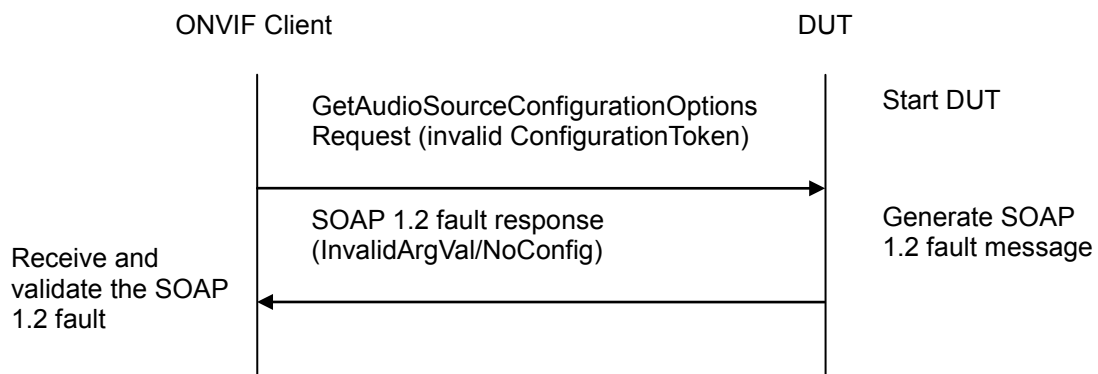 ONVIF Client
DUT
GetAudioSourceConfigurationOptions
Request (invalid ConfigurationToken)
Start DUT
SOAP 1.2 fault response
(InvalidArgVal/NoConfig)
Generate SOAP
1.2 fault message
Receive and
validate the SOAP
1.2 fault